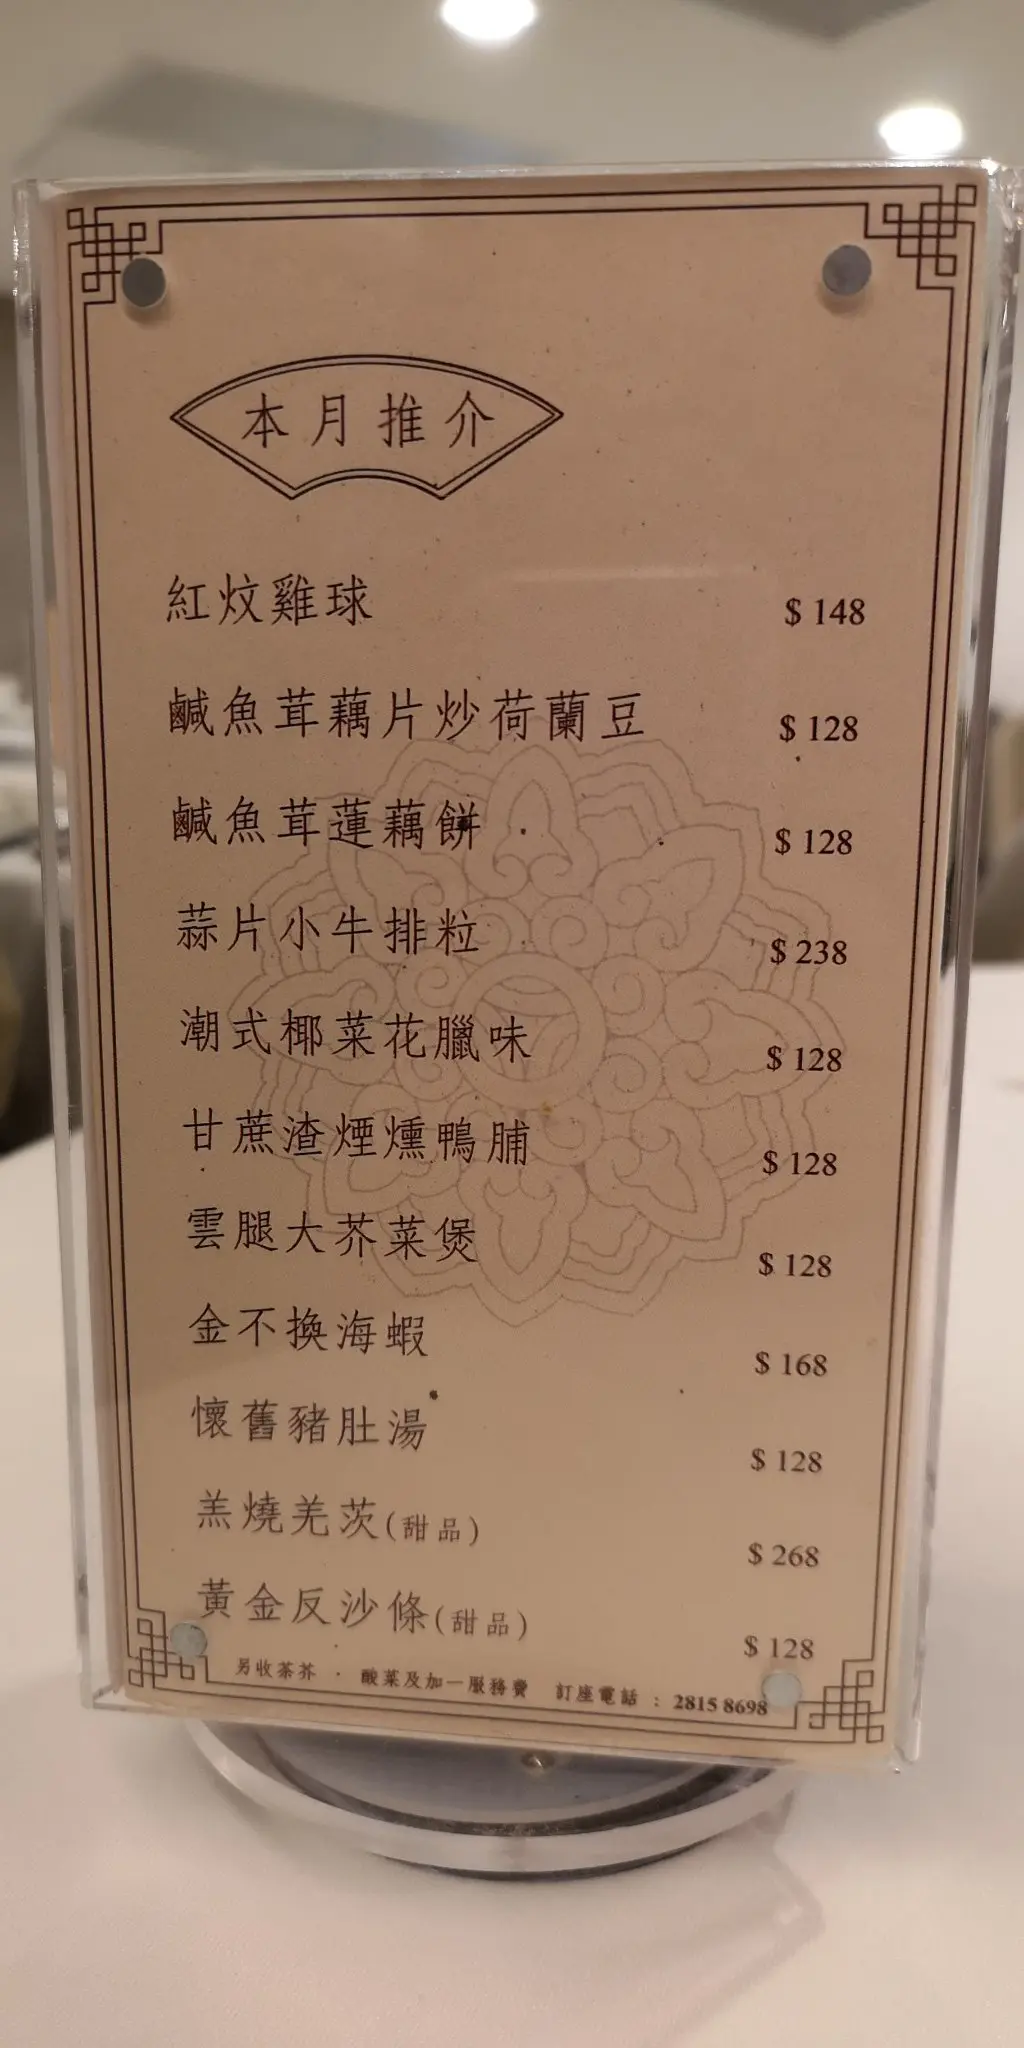 本月推介
紅炆雞球 $ 148
鹹魚茸藕片炒荷蘭豆 $ 128
鹹魚茸蓮藕餅 $ 128
蒜片小牛排粒 $ 238
潮式椰菜花臘味 $ 128
甘蔗渣煙燻鴨脯 $ 128
雲腿大芥菜煲 $ 128
金不換海蝦 $ 168
懷舊豬肚湯 $ 128
羔燒羌茨(甜品) $ 268
黃金反沙條(甜品) $ 128
另收茶芥 · 酸菜及加一服務費 訂座電話 : 2815 8698